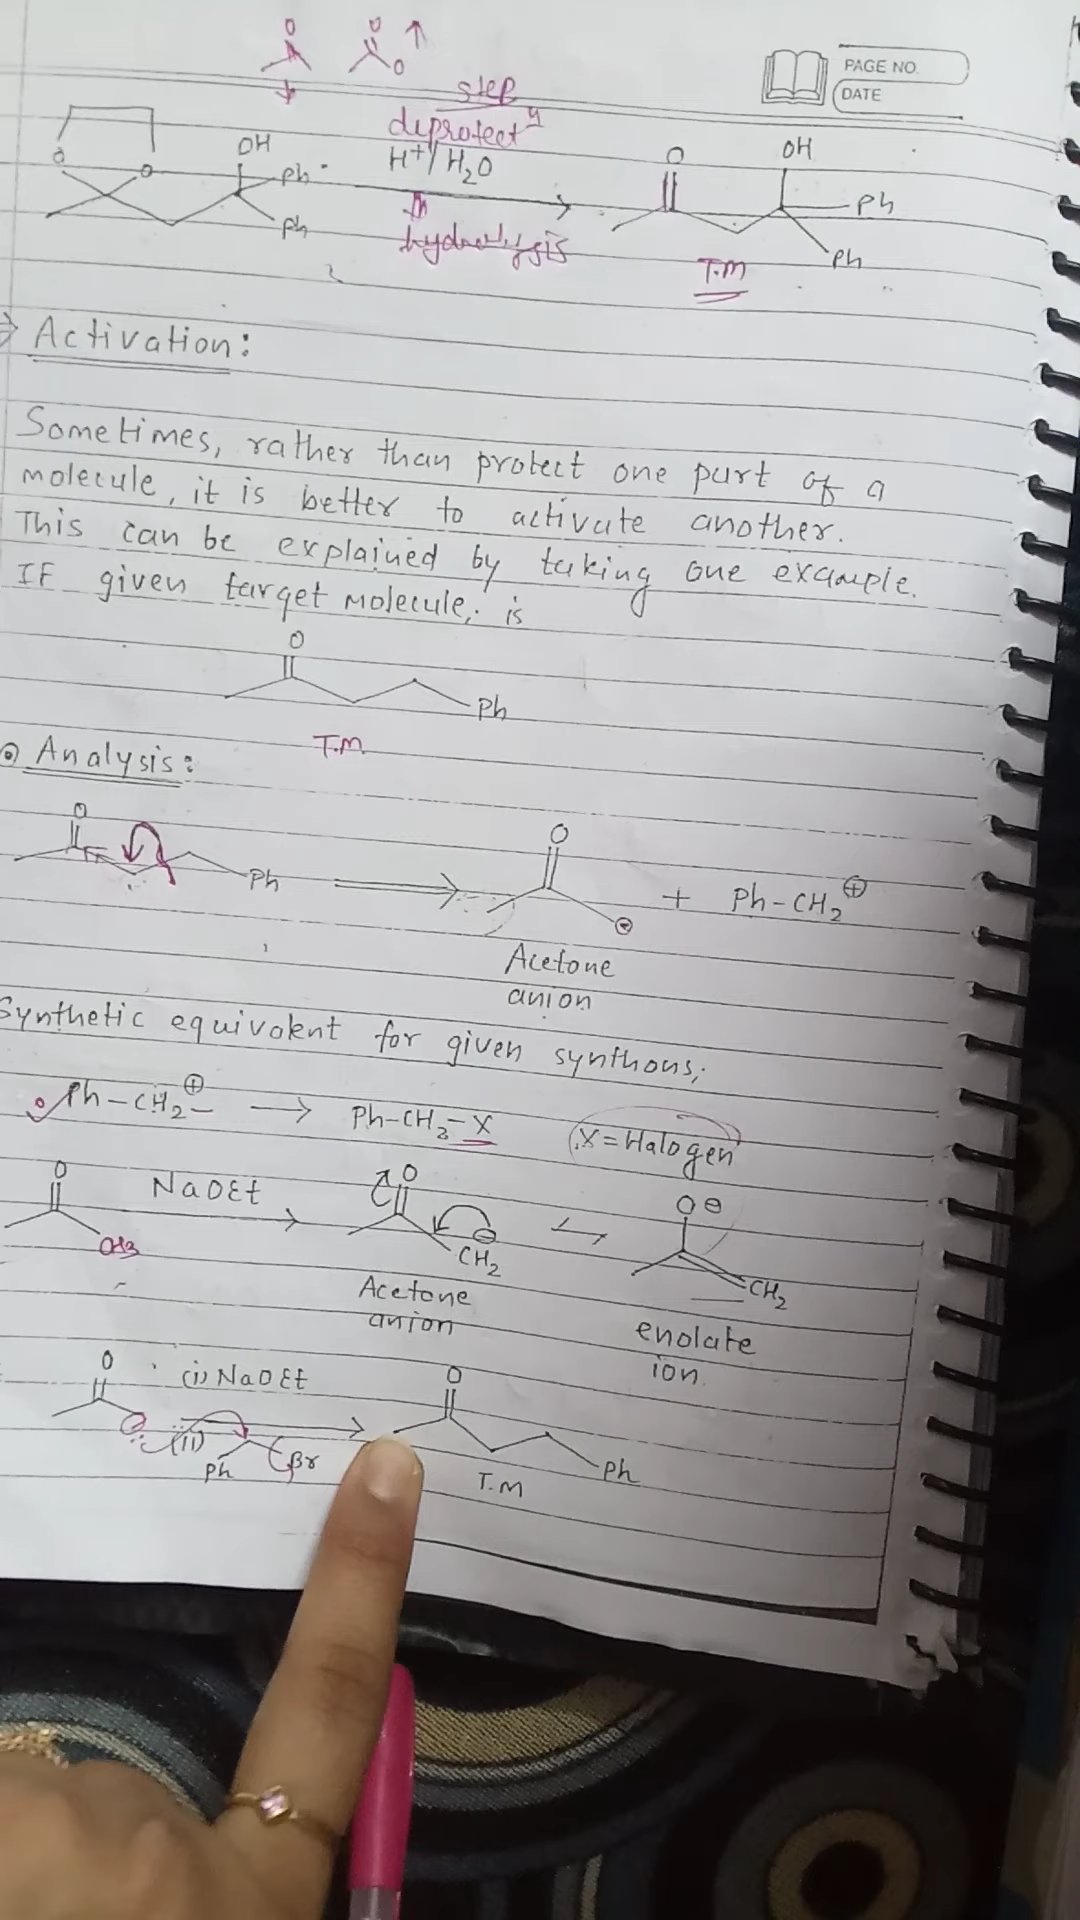 O O
O
step
PAGE NO.
DATE
deprotectⁿ
H+/H₂O
hydrolysis
O O OH Ph Ph
O OH Ph Ph
T.M
⇒ Activation:
Sometimes, rather than protect one part of a
molecule, it is better to activate another.
This can be explained by taking one example.
If given target molecule, is
O
Ph
T.M.
Analysis:
O Ph ⟹ O ⊖ + Ph-CH₂⊕
Acetone
anion
Synthetic equivalent for given synthons;
Ph-CH₂⊕ → Ph-CH₂-X X = Halogen
O CH3 NaOEt → O ⊖ CH₂ ⇌ O⊖ CH₂
Acetone
anion
enolate
ion.
O (i) NaOEt O
(ii) Ph Br Ph
T.M